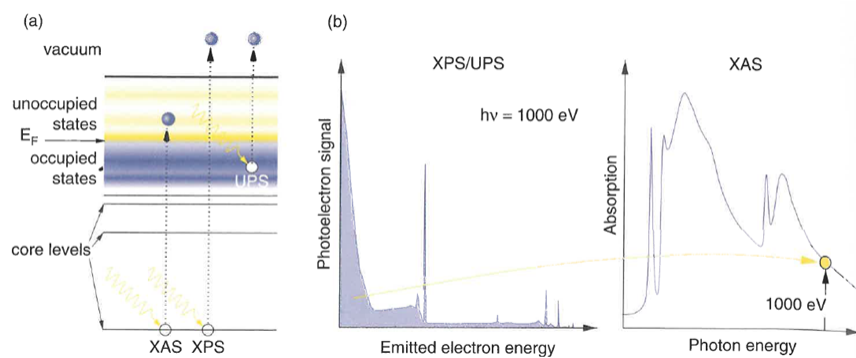 (a)
vacuum
unoccupied
states
E_F
occupied
states
UPS
core levels
XAS XPS
(b)
XPS/UPS
hν = 1000 eV
Photoelectron signal
Emitted electron energy
XAS
Absorption
1000 eV
Photon energy